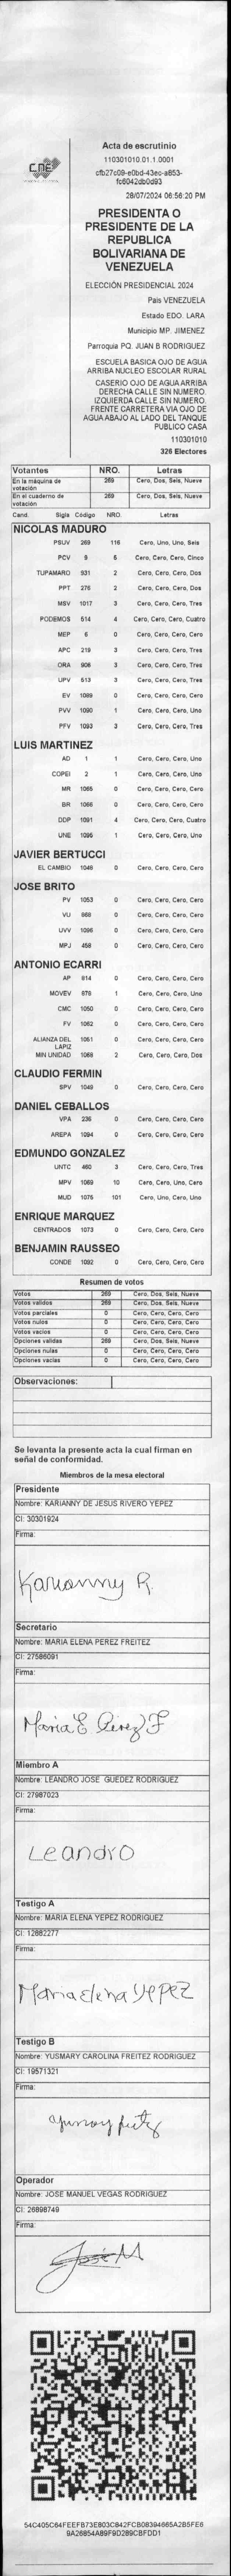 CNE
Acta de escrutinio
110301010.01.1.0001
cfb27c09-e0bd-43ec-a853-
fc6042db0d93
28/07/2024 06:56:20 PM
PRESIDENTA O
PRESIDENTE DE LA
REPUBLICA
BOLIVARIANA DE
VENEZUELA
ELECCIÓN PRESIDENCIAL 2024
Pais VENEZUELA
Estado EDO. LARA
Municipio MP. JIMENEZ
Parroquia PQ. JUAN B RODRIGUEZ
ESCUELA BASICA OJO DE AGUA
ARRIBA NUCLEO ESCOLAR RURAL
CASERIO OJO DE AGUA ARRIBA
DERECHA CALLE SIN NUMERO.
IZQUIERDA CALLE SIN NUMERO.
FRENTE CARRETERA VIA OJO DE
AGUA ABAJO AL LADO DEL TANQUE
PUBLICO CASA
110301010
326 Electores
Votantes NRO. Letras
En la máquina de votación 269 Cero, Dos, Seis, Nueve
En el cuaderno de votación 269 Cero, Dos, Seis, Nueve
Cand. Sigla Código NRO. Letras
NICOLAS MADURO
PSUV 269 116 Cero, Uno, Uno, Seis
PCV 9 5 Cero, Cero, Cero, Cinco
TUPAMARO 931 2 Cero, Cero, Cero, Dos
PPT 276 2 Cero, Cero, Cero, Dos
MSV 1017 3 Cero, Cero, Cero, Tres
PODEMOS 514 4 Cero, Cero, Cero, Cuatro
MEP 6 0 Cero, Cero, Cero, Cero
APC 219 3 Cero, Cero, Cero, Tres
ORA 906 3 Cero, Cero, Cero, Tres
UPV 513 3 Cero, Cero, Cero, Tres
EV 1089 0 Cero, Cero, Cero, Cero
PVV 1090 1 Cero, Cero, Cero, Uno
PFV 1093 3 Cero, Cero, Cero, Tres
LUIS MARTINEZ
AD 1 1 Cero, Cero, Cero, Uno
COPEI 2 1 Cero, Cero, Cero, Uno
MR 1065 0 Cero, Cero, Cero, Cero
BR 1066 0 Cero, Cero, Cero, Cero
DDP 1091 4 Cero, Cero, Cero, Cuatro
UNE 1096 1 Cero, Cero, Cero, Uno
JAVIER BERTUCCI
EL CAMBIO 1048 0 Cero, Cero, Cero, Cero
JOSE BRITO
PV 1053 0 Cero, Cero, Cero, Cero
VU 868 0 Cero, Cero, Cero, Cero
UVV 1095 0 Cero, Cero, Cero, Cero
MPJ 458 0 Cero, Cero, Cero, Cero
ANTONIO ECARRI
AP 814 0 Cero, Cero, Cero, Cero
MOVEV 979 1 Cero, Cero, Cero, Uno
CMC 1050 0 Cero, Cero, Cero, Cero
FV 1052 0 Cero, Cero, Cero, Cero
ALIANZA DEL LAPIZ 1051 0 Cero, Cero, Cero, Cero
MIN UNIDAD 1068 2 Cero, Cero, Cero, Dos
CLAUDIO FERMIN
SPV 1049 0 Cero, Cero, Cero, Cero
DANIEL CEBALLOS
VPA 236 0 Cero, Cero, Cero, Cero
AREPA 1094 0 Cero, Cero, Cero, Cero
EDMUNDO GONZALEZ
UNTC 460 3 Cero, Cero, Cero, Tres
MPV 1069 10 Cero, Cero, Uno, Cero
MUD 1076 101 Cero, Uno, Cero, Uno
ENRIQUE MARQUEZ
CENTRADOS 1073 0 Cero, Cero, Cero, Cero
BENJAMIN RAUSSEO
CONDE 1092 0 Cero, Cero, Cero, Cero
Resumen de votos
Votos 269 Cero, Dos, Seis, Nueve
Votos validos 269 Cero, Dos, Seis, Nueve
Votos parciales 0 Cero, Cero, Cero, Cero
Votos nulos 0 Cero, Cero, Cero, Cero
Votos vacios 0 Cero, Cero, Cero, Cero
Opciones validas 269 Cero, Dos, Seis, Nueve
Opciones nulas 0 Cero, Cero, Cero, Cero
Opciones vacias 0 Cero, Cero, Cero, Cero
Observaciones:
Se levanta la presente acta la cual firman en
señal de conformidad.
Miembros de la mesa electoral
Presidente
Nombre: KARIANNY DE JESUS RIVERO YEPEZ
CI: 30301924
Firma:
Karianny R.
Secretario
Nombre: MARIA ELENA PEREZ FREITEZ
CI: 27586091
Firma:
Maria E Perez F
Miembro A
Nombre: LEANDRO JOSE GUEDEZ RODRIGUEZ
CI: 27987023
Firma:
Leandro
Testigo A
Nombre: MARIA ELENA YEPEZ RODRIGUEZ
CI: 12882277
Firma:
Maria elena YEPEZ
Testigo B
Nombre: YUSMARY CAROLINA FREITEZ RODRIGUEZ
CI: 19571321
Firma:
Operador
Nombre: JOSE MANUEL VEGAS RODRIGUEZ
CI: 26898749
Firma:
José M
54C405C64FEEFB73E803C842FCB08394665A2B5FE6
9A26854A89F9D289CBFDD1